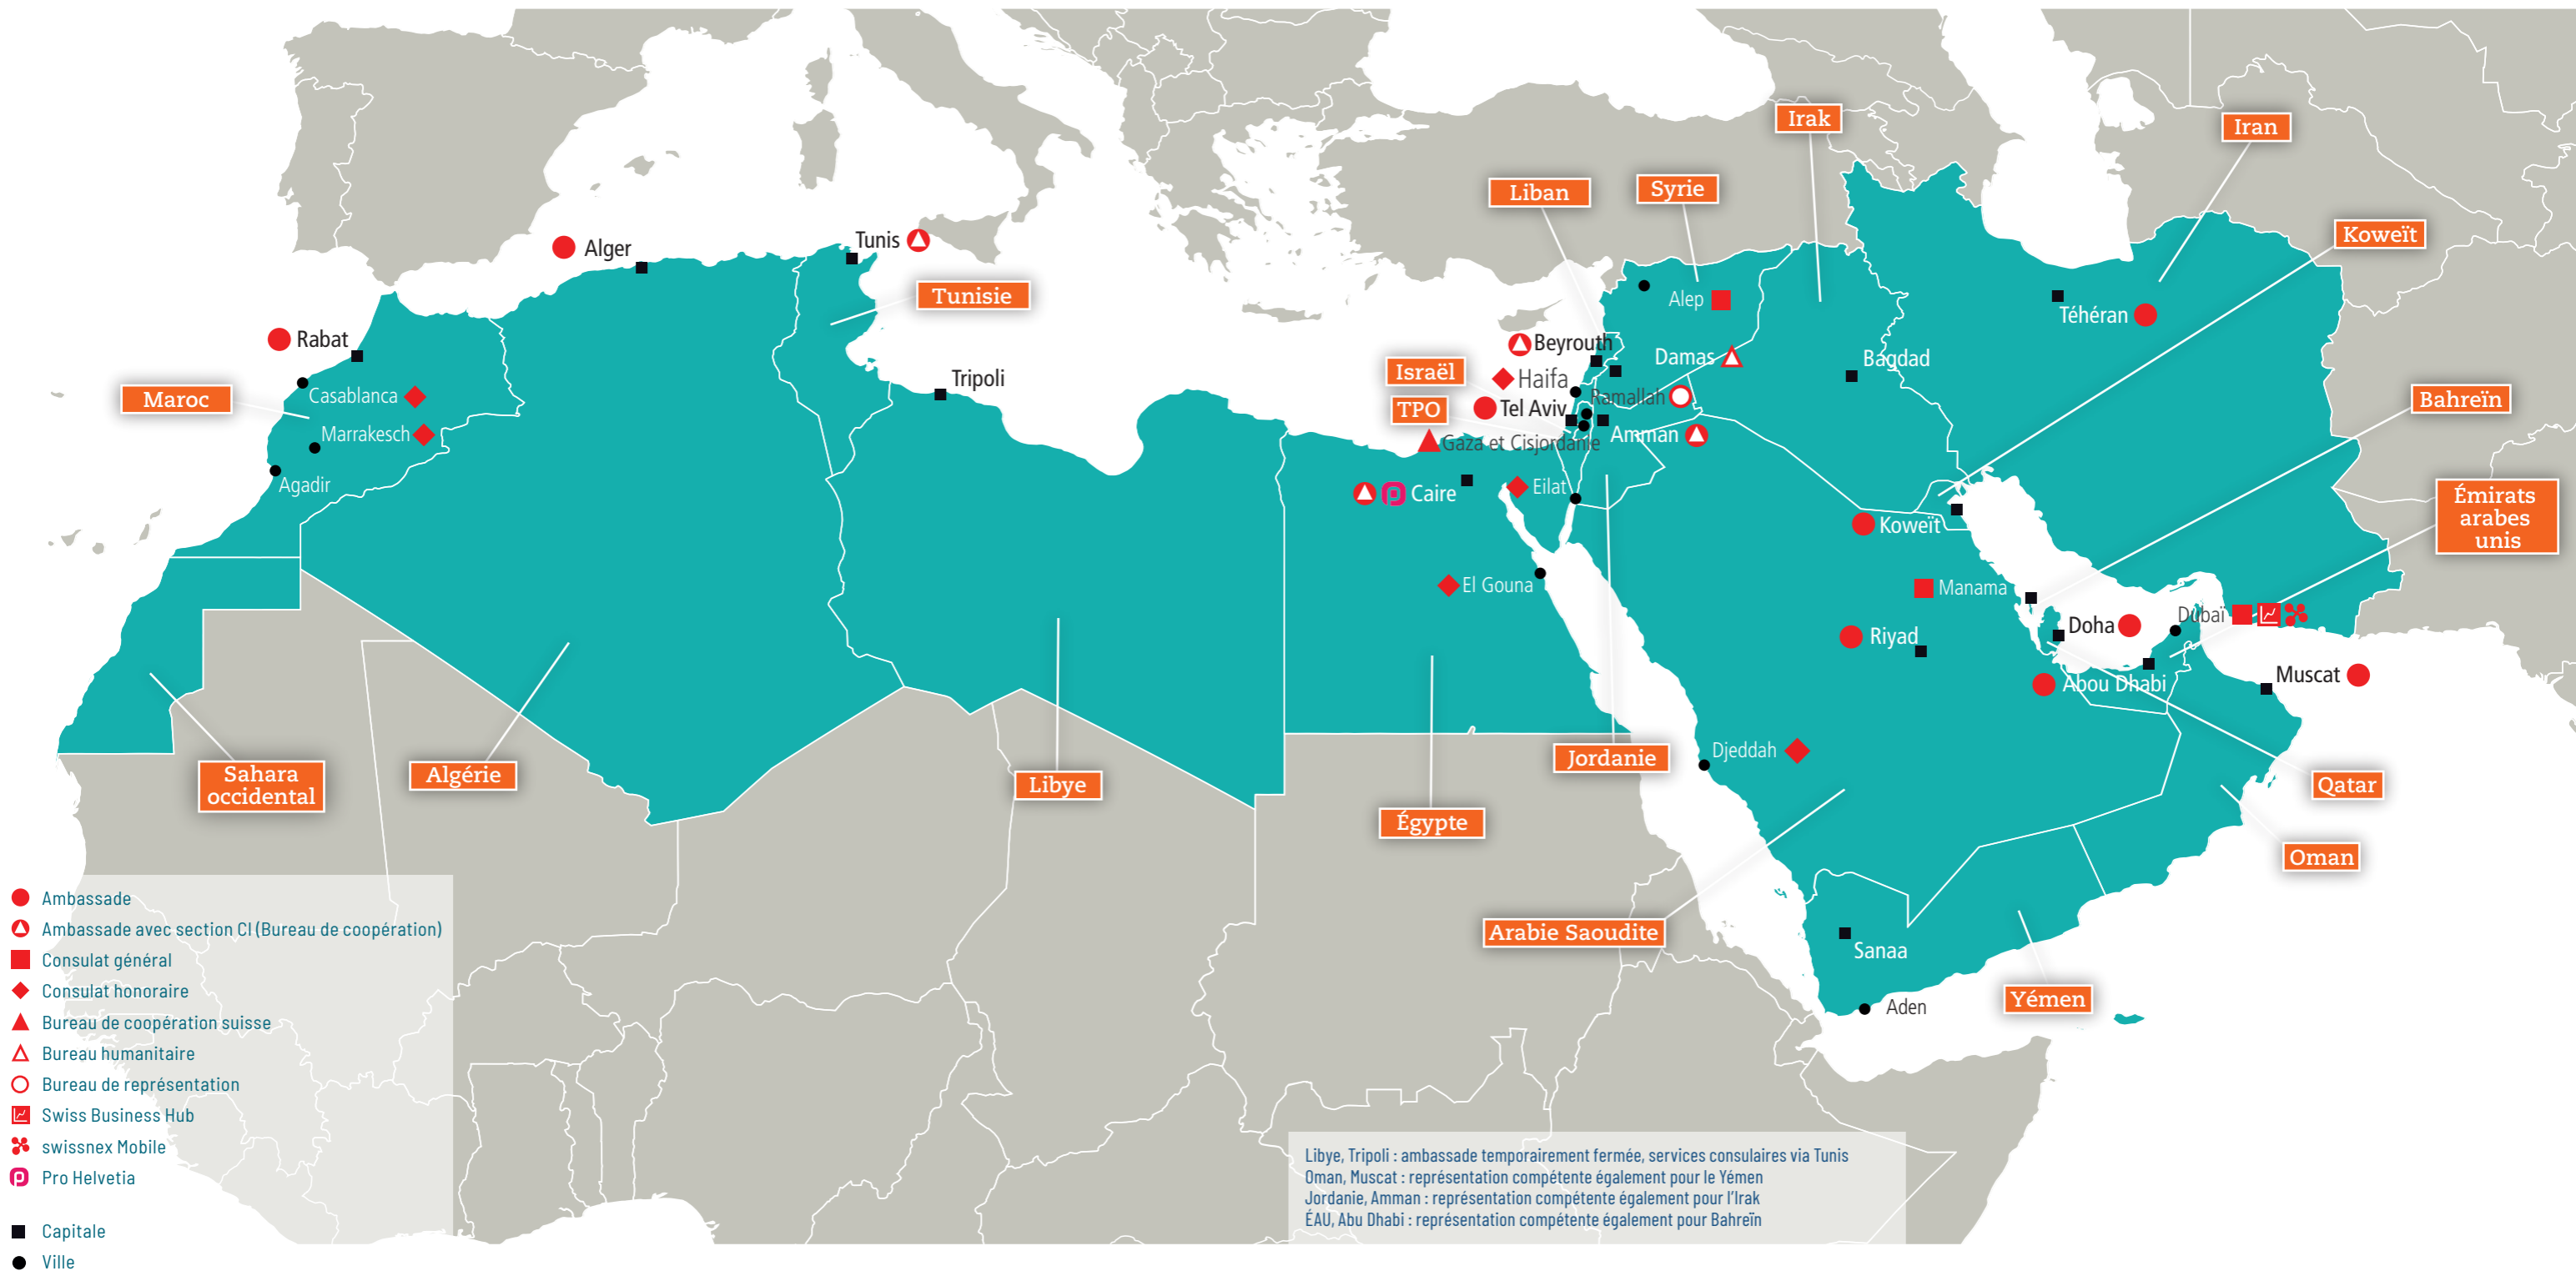 Irak
Iran
Liban
Syrie
Koweït
Alger
Tunis
Tunisie
Alep
Téhéran
Rabat
Beyrouth
Damas
Bagdad
Israël
Haifa
Tripoli
Maroc
Casablanca
Ramallah
Bahreïn
TPO
Tel Aviv
Marrakesch
Amman
Gaza et Cisjordanie
Agadir
Caire
Eilat
Émirats
arabes
unis
Koweït
El Gouna
Manama
Dubaï
Doha
Riyad
Muscat
Abou Dhabi
Djeddah
Jordanie
Sahara
occidental
Algérie
Libye
Qatar
Égypte
Oman
Arabie Saoudite
Sanaa
Yémen
Aden
Ambassade
Ambassade avec section CI (Bureau de coopération)
Consulat général
Consulat honoraire
Bureau de coopération suisse
Bureau humanitaire
Bureau de représentation
Swiss Business Hub
swissnex Mobile
Pro Helvetia
Capitale
Ville
Libye, Tripoli : ambassade temporairement fermée, services consulaires via Tunis
Oman, Muscat : représentation compétente également pour le Yémen
Jordanie, Amman : représentation compétente également pour l'Irak
ÉAU, Abu Dhabi : représentation compétente également pour Bahreïn